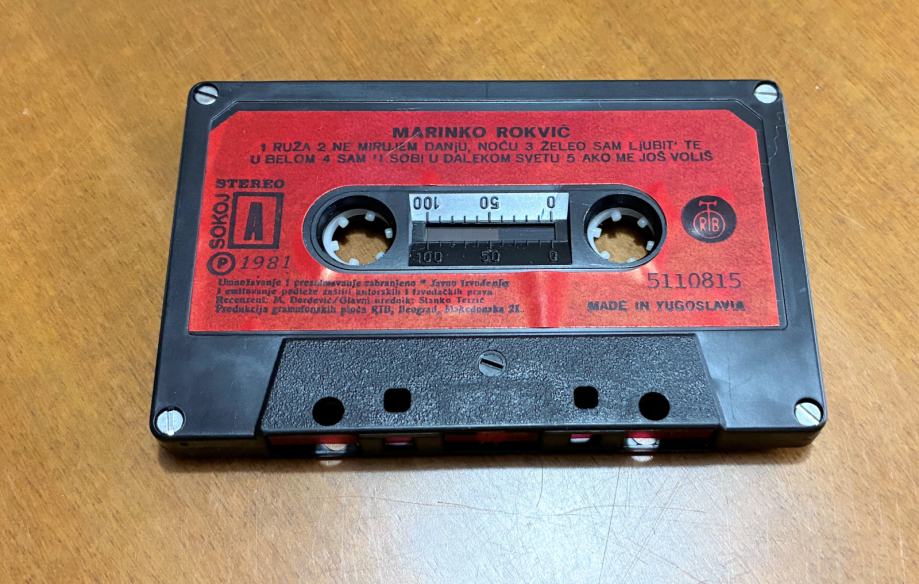 MARINKO ROKVIĆ
1 RUŽA 2 NE MIRUJEM DANJU, NOĆU 3 ŽELEO SAM LJUBIT' TE
U BELOM 4 SAM 'U SOBI U DALEKOM SVETU 5 AKO ME JOŠ VOLIŠ
STEREO
SOKOJ
A
Ⓟ 1981
RTB
100 50 0
100 50 0
Umnožavanje i presnimavanje zabranjeno * Javno izvođenje
i emitovanje podleže zaštiti autorskih i izvođačkih prava
Recenzent: M. Đorđević/Glavni urednik: Stanko Terzić
Produkcija gramofonskih ploča RTB, Beograd, Makedonska 21.
5110815
MADE IN YUGOSLAVIA